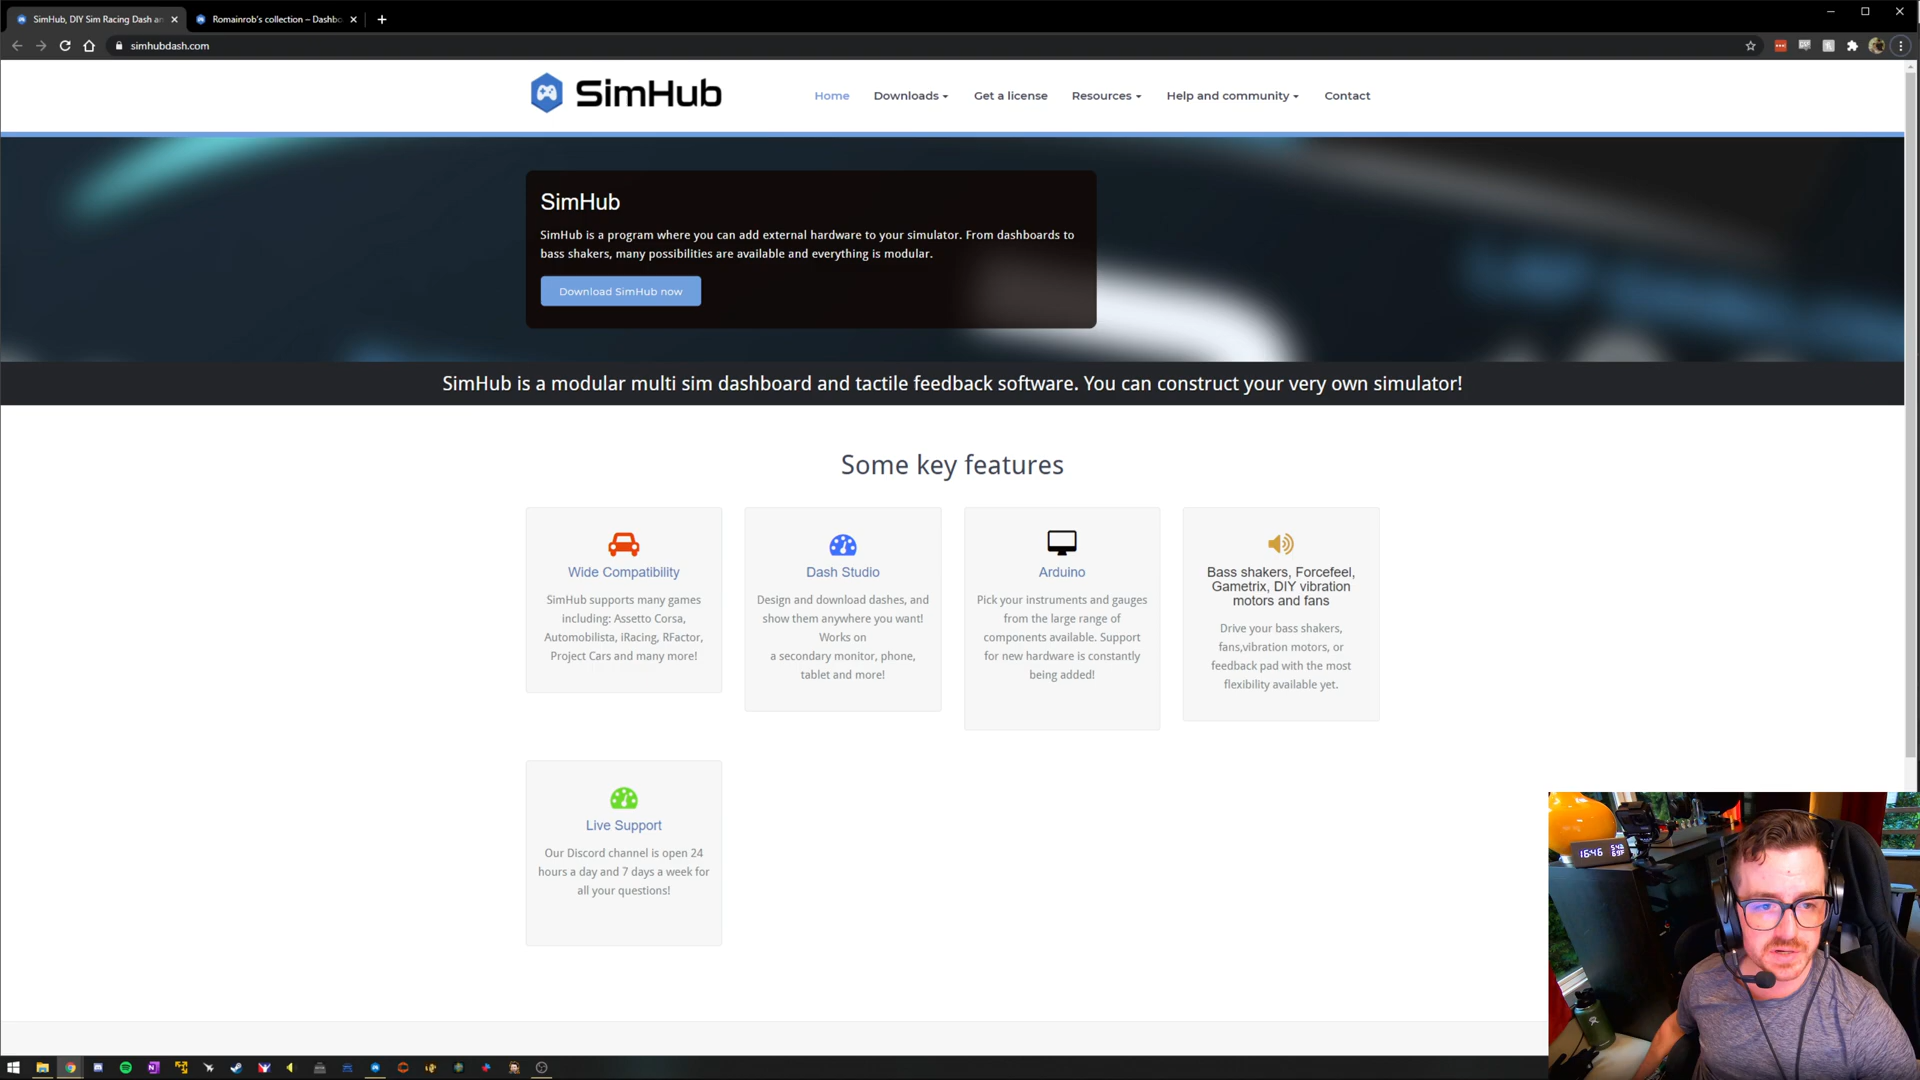 SimHub, DIY Sim Racing Dash an
Romainrob's collection – Dashbo
simhubdash.com
SimHub
Home
Downloads
Get a license
Resources
Help and community
Contact
SimHub
SimHub is a program where you can add external hardware to your simulator. From dashboards to
bass shakers, many possibilities are available and everything is modular.
Download SimHub now
SimHub is a modular multi sim dashboard and tactile feedback software. You can construct your very own simulator!
Some key features
Wide Compatibility
SimHub supports many games
including: Assetto Corsa,
Automobilista, iRacing, RFactor,
Project Cars and many more!
Dash Studio
Design and download dashes, and
show them anywhere you want!
Works on
a secondary monitor, phone,
tablet and more!
Arduino
Pick your instruments and gauges
from the large range of
components available. Support
for new hardware is constantly
being added!
Bass shakers, Forcefeel,
Gametrix, DIY vibration
motors and fans
Drive your bass shakers,
fans,vibration motors, or
feedback pad with the most
flexibility available yet.
Live Support
Our Discord channel is open 24
hours a day and 7 days a week for
all your questions!
16:46